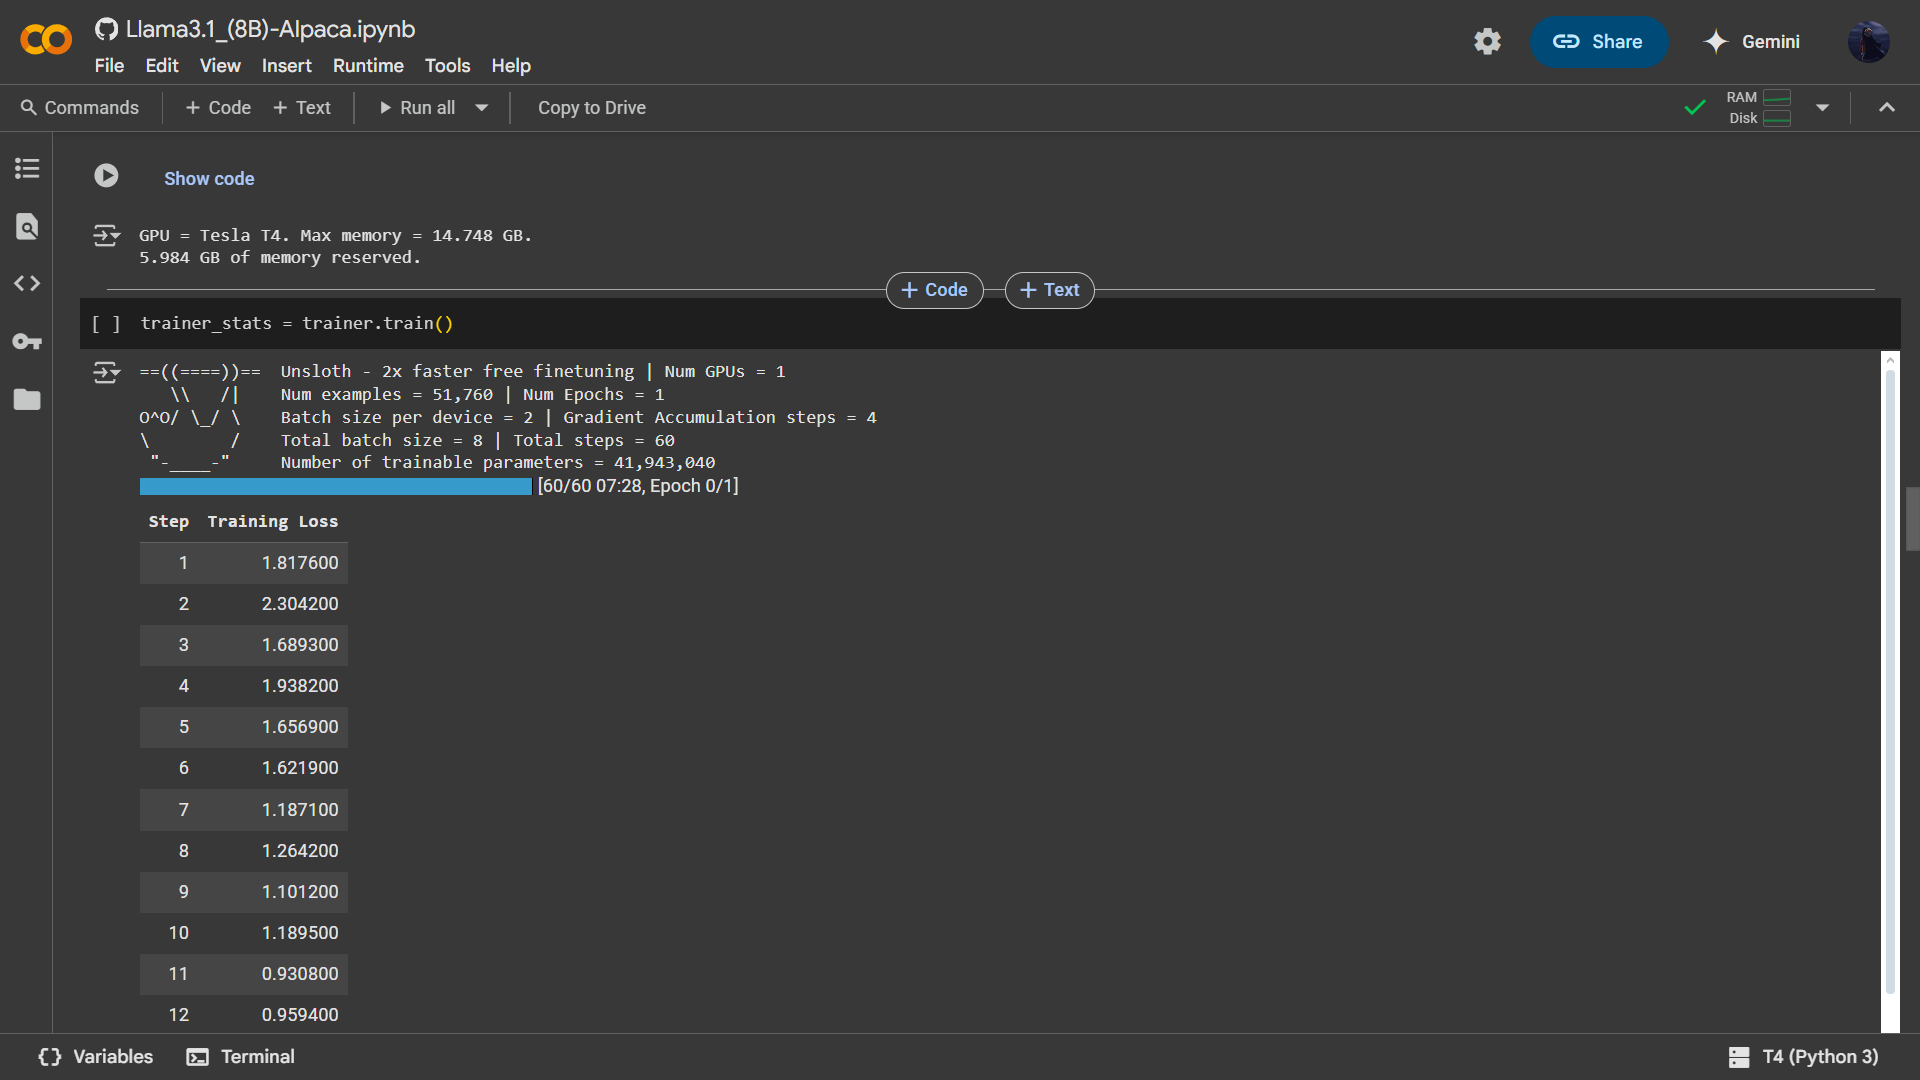 Llama3.1_(8B)-Alpaca.ipynb
File Edit View Insert Runtime Tools Help
Share
Gemini
Commands + Code + Text Run all Copy to Drive
RAM
Disk
Show code
GPU = Tesla T4. Max memory = 14.748 GB.
5.984 GB of memory reserved.
+ Code + Text
[ ] trainer_stats = trainer.train()
==((====))== Unsloth - 2x faster free finetuning | Num GPUs = 1
\\ /| Num examples = 51,760 | Num Epochs = 1
O^O/ \_/ \ Batch size per device = 2 | Gradient Accumulation steps = 4
\ / Total batch size = 8 | Total steps = 60
"-____-" Number of trainable parameters = 41,943,040
[60/60 07:28, Epoch 0/1]
Step Training Loss
1 1.817600
2 2.304200
3 1.689300
4 1.938200
5 1.656900
6 1.621900
7 1.187100
8 1.264200
9 1.101200
10 1.189500
11 0.930800
12 0.959400
Variables Terminal T4 (Python 3)